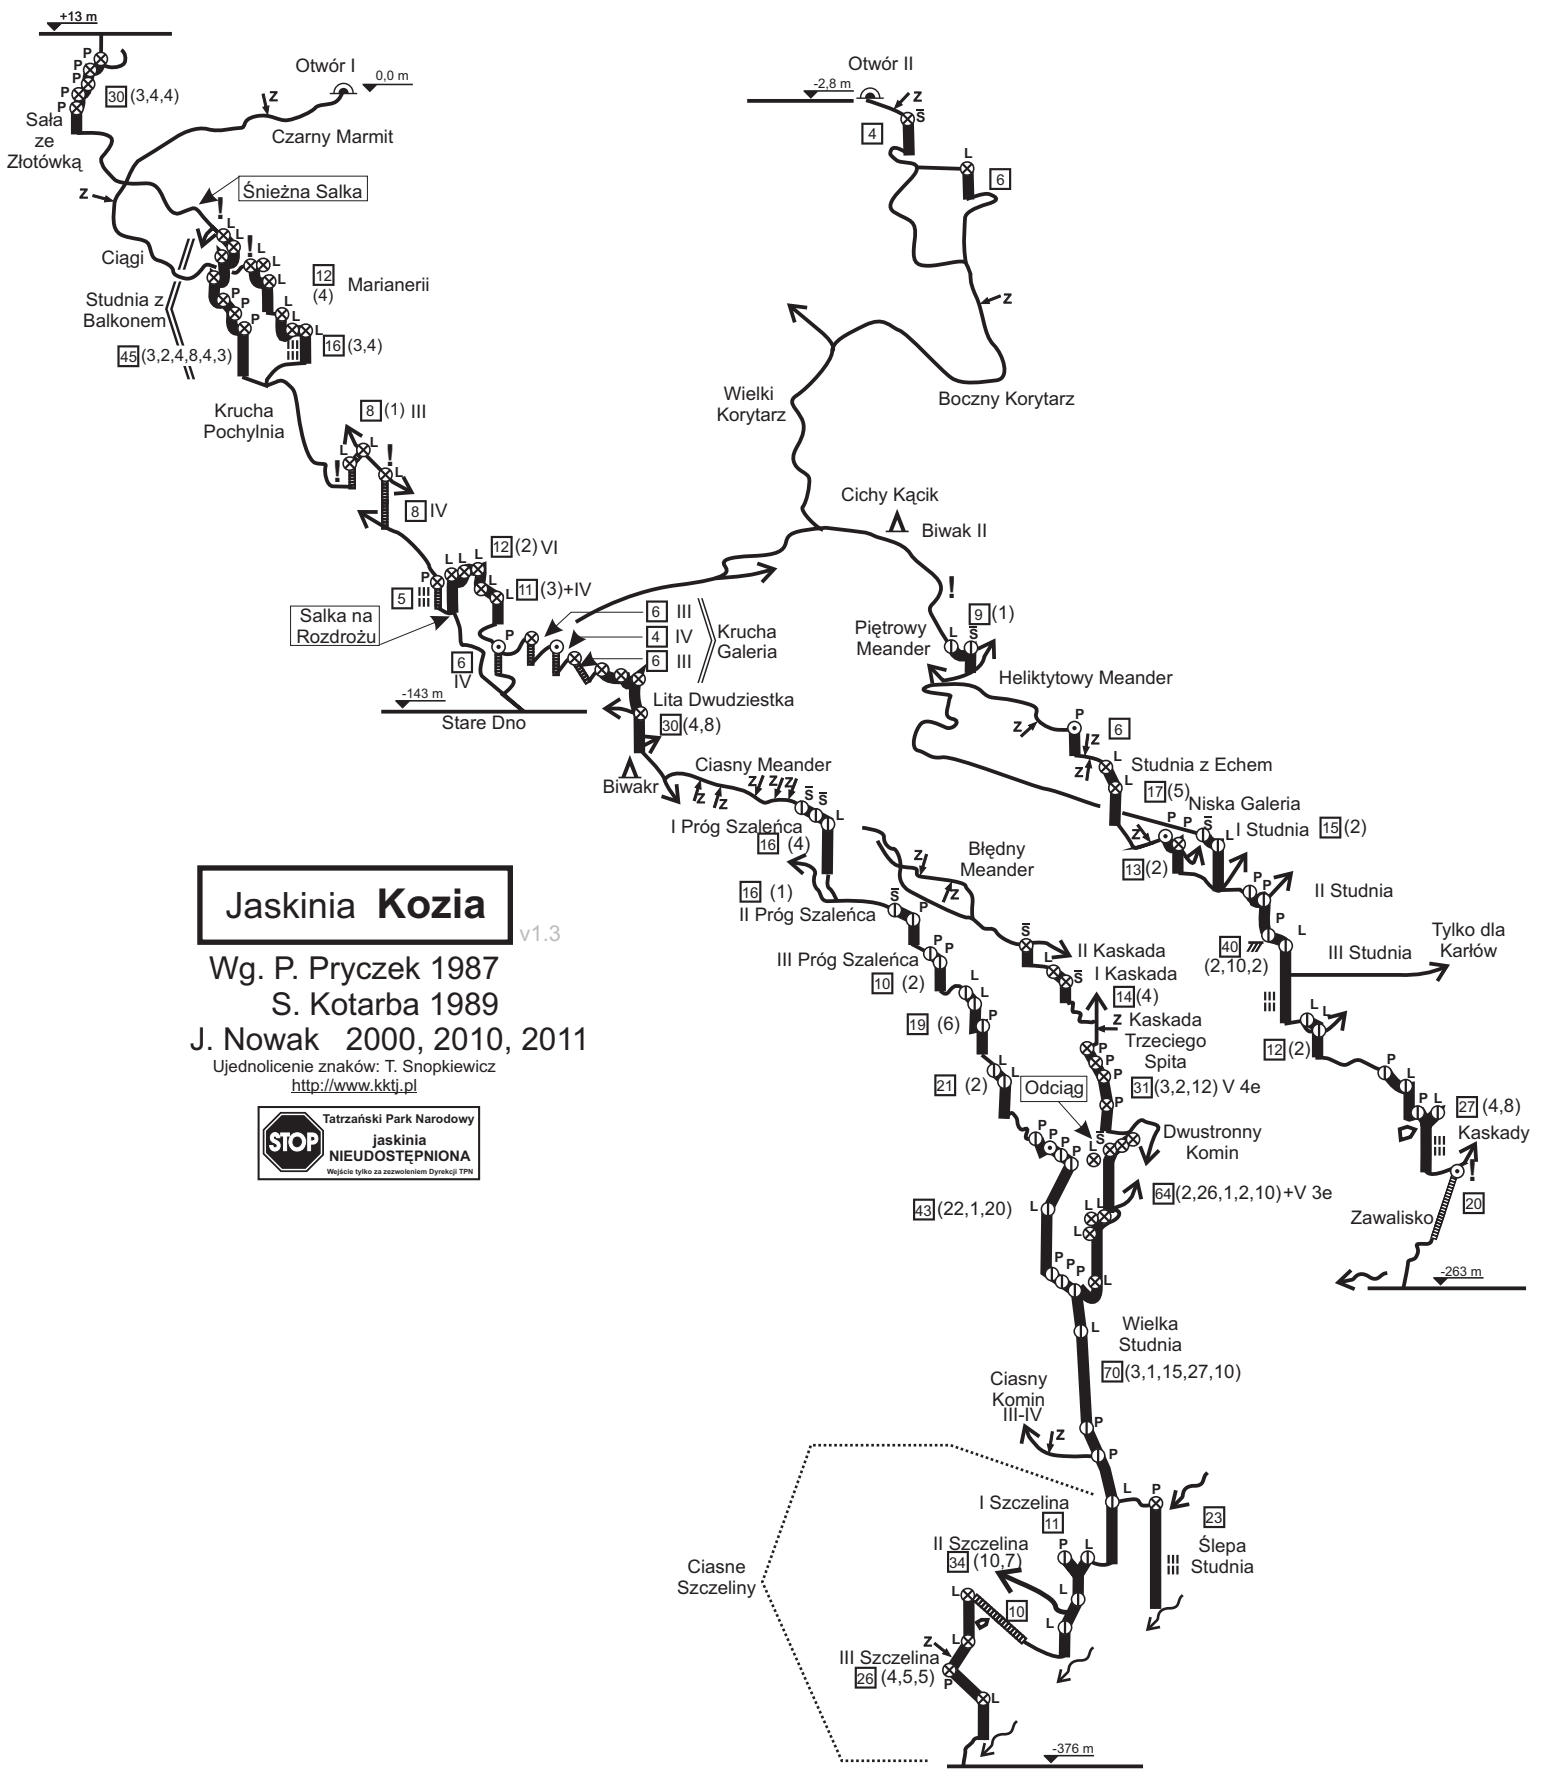 +13 m
P
P
P
P
P
30 (3,4,4)
Sała
ze
Złotówką
Otwór I
0,0 m
z
Czarny Marmit
Otwór II
-2,8 m
z
S̅
4
L
6
z
z
Śnieżna Salka
!
L
L
!
L
L
L
Ciągi
12
(4)
Marianerii
Studnia z
Balkonem
P
P
P
L
L
L
45 (3,2,4,8,4,3)
16 (3,4)
Krucha
Pochylnia
8 (1) III
L
L
!
!
L
8 IV
Wielki
Korytarz
Boczny Korytarz
Cichy Kącik
Biwak II
!
12 (2) VI
L L L
P
5
L
L
11 (3)+IV
Salka na
Rozdrożu
P
6
IV
6 III
4 IV
6 III
Krucha
Galeria
-143 m
Stare Dno
Lita Dwudziestka
30 (4,8)
Biwakr
9 (1)
L
S̅
Piętrowy
Meander
Heliktytowy Meander
z
P
6
z
z
L
L
Studnia z Echem
17 (5)
Niska Galeria
P
P
S̅
L
I Studnia 15 (2)
z
13 (2)
P
P
II Studnia
P
L
40
(2,10,2)
III Studnia
Tylko dla
Karłów
L
L
12 (2)
P
L
P L
27 (4,8)
Kaskady
!
20
Zawalisko
-263 m
Ciasny Meander
z
z
z z z
S̅ S̅
L
I Próg Szaleńca
16 (4)
16 (1)
II Próg Szaleńca
S̅
P
Błędny
Meander
z
z
III Próg Szaleńca
10 (2)
P
P
L
L
P
19 (6)
L
L
21 (2)
S̅
L
S̅
II Kaskada
I Kaskada
14 (4)
z
Kaskada
Trzeciego
Spita
P
P
P
P
31 (3,2,12) V 4e
Odciąg
P
P
P
P
L
S̅
Dwustronny
Komin
43 (22,1,20)
L
64 (2,26,1,2,10)+V 3e
L
L
L
L
P
P
P
L
Wielka
Studnia
70 (3,1,15,27,10)
Ciasny
Komin
III-IV
z
P
P
L
P
I Szczelina
11
23
Ślepa
Studnia
II Szczelina
34 (10,7)
P
L
L
L
10
L
L
z
III Szczelina
26 (4,5,5)
P
L
Ciasne
Szczeliny
-376 m
Jaskinia Kozia
v1.3
Wg. P. Pryczek 1987
S. Kotarba 1989
J. Nowak 2000, 2010, 2011
Ujednolicenie znaków: T. Snopkiewicz
http://www.kktj.pl
STOP
Tatrzański Park Narodowy
jaskinia
NIEUDOSTĘPNIONA
Wejście tylko za zezwoleniem Dyrekcji TPN